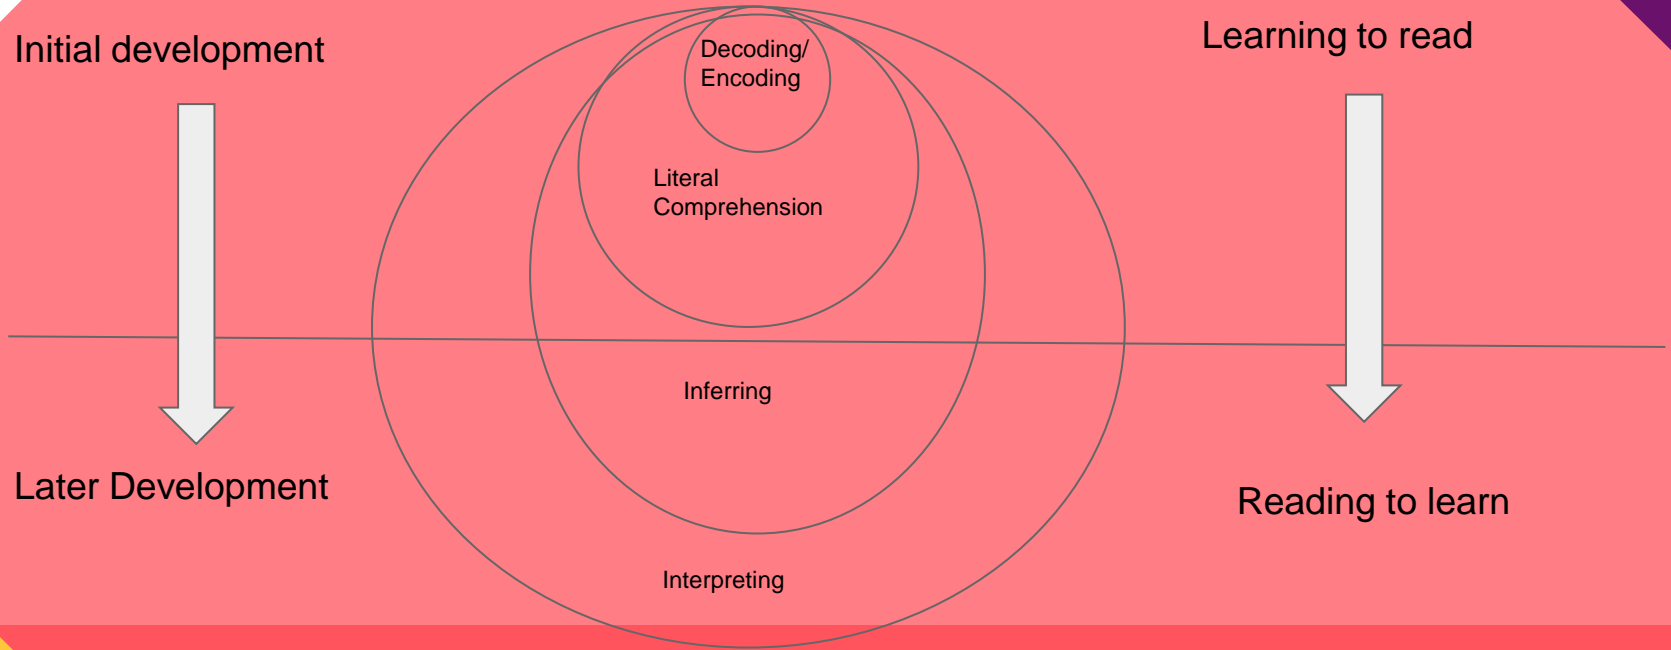 Initial development
Learning to read
Decoding/
Encoding
Literal
Comprehension
Inferring
Later Development
Reading to learn
Interpreting